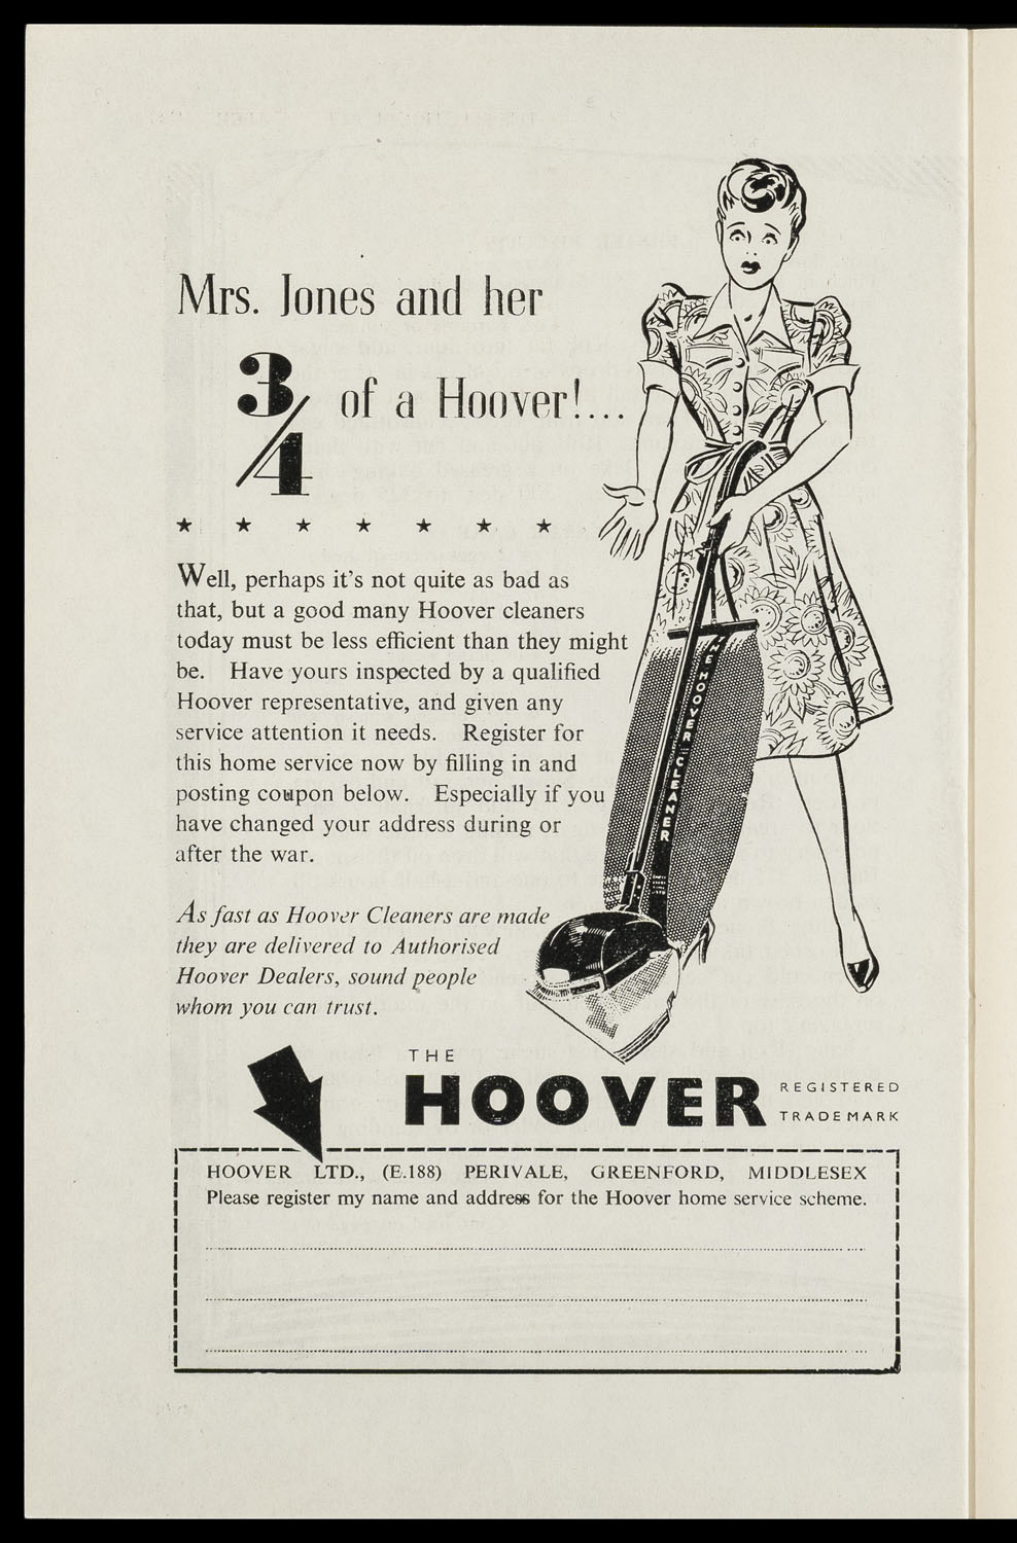 Mrs. Jones and her
3/4 of a Hoover!...
★ ★ ★ ★ ★ ★ ★
Well, perhaps it's not quite as bad as
that, but a good many Hoover cleaners
today must be less efficient than they might
be. Have yours inspected by a qualified
Hoover representative, and given any
service attention it needs. Register for
this home service now by filling in and
posting coupon below. Especially if you
have changed your address during or
after the war.
As fast as Hoover Cleaners are made
they are delivered to Authorised
Hoover Dealers, sound people
whom you can trust.
THE HOOVER CLEANER
THE
HOOVER
REGISTERED
TRADE MARK
HOOVER LTD., (E.188) PERIVALE, GREENFORD, MIDDLESEX
Please register my name and address for the Hoover home service scheme.